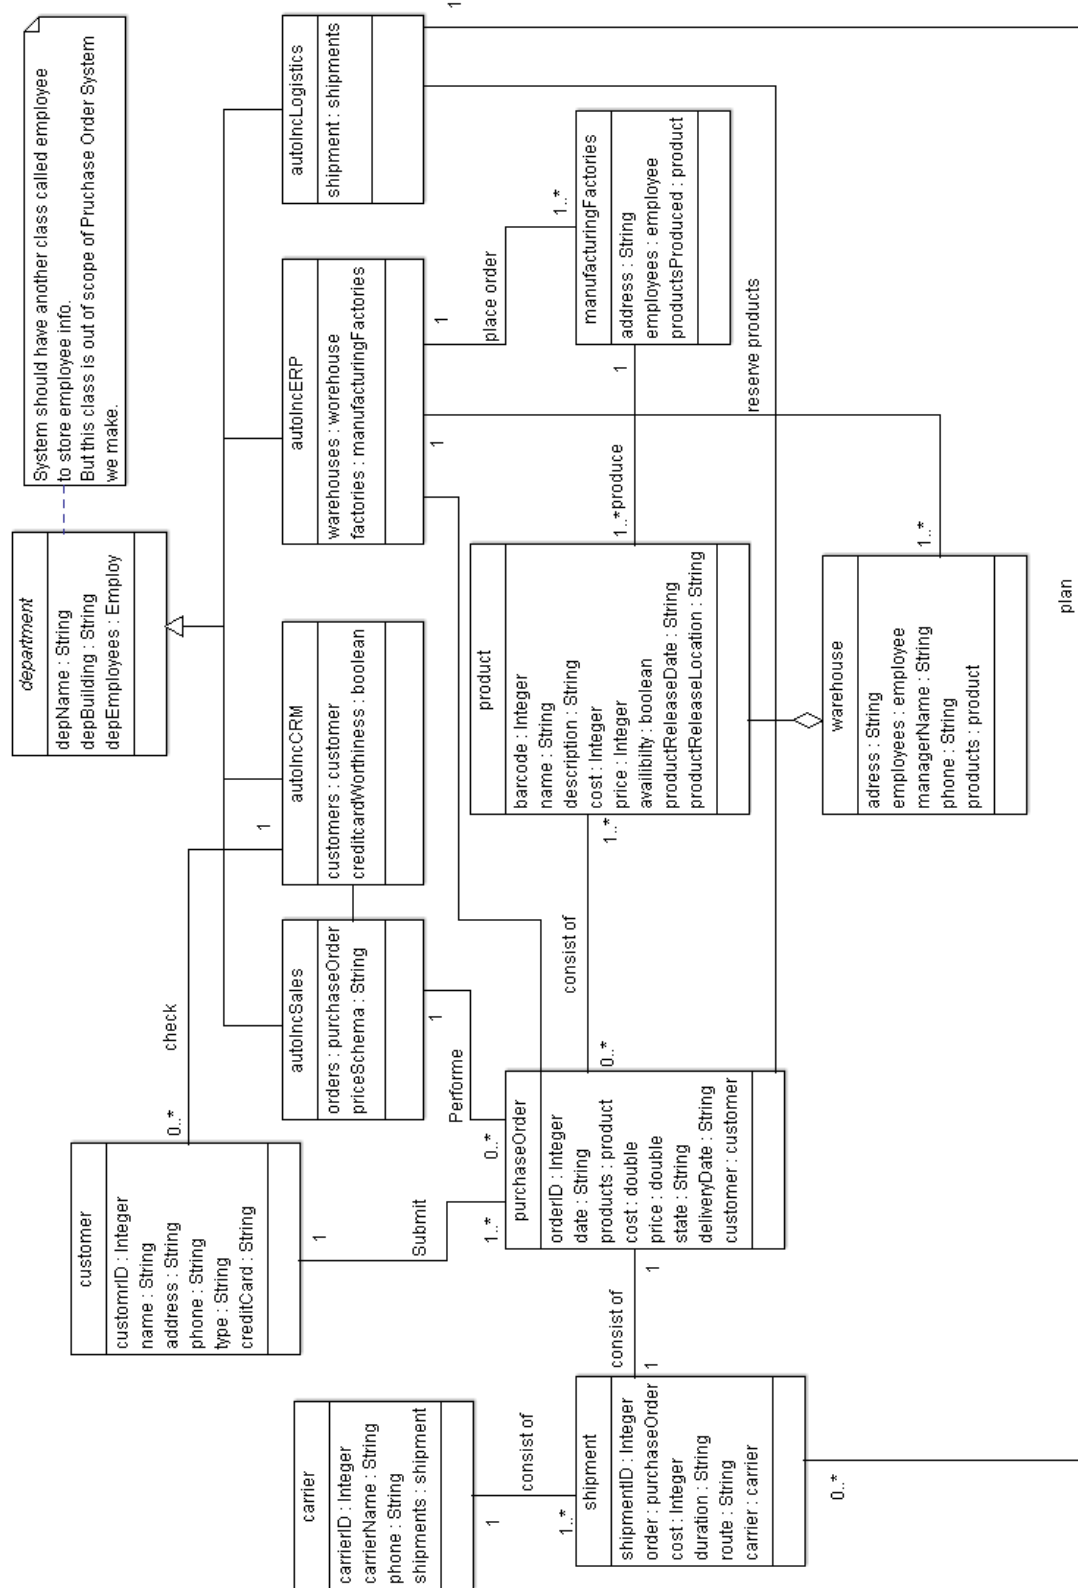 System should have another class called employee
to store employee info.
But this class is out of scope of Pruchase Order System
we make.
department
depName : String
depBuilding : String
depEmployees : Employ
customer
customrID : Integer
name : String
address : String
phone : String
type : String
creditCard : String
0..*
check
1
carrier
carrierID : Integer
carrierName : String
phone : String
shipments : shipment
autoIncSales
orders : purchaseOrder
priceSchema : String
autoIncCRM
customers : customer
creditcardWorthiness : boolean
autoIncERP
warehouses : worehouse
factories : manufacturingFactories
autoIncLogistics
shipment : shipments
1
1
Submit
1..*
1
Performe
0..*
1
place order
1..*
1
1
consist of
1..*
purchaseOrder
orderID : Integer
date : String
products : product
cost : double
price : double
state : String
deliveryDate : String
customer : customer
product
barcode : Integer
name : String
description : String
cost : Integer
price : Integer
availibility : boolean
productReleaseDate : String
productReleaseLocation : String
manufacturingFactories
address : String
employees : employee
productsProduced : product
shipment
shipmentID : Integer
order : purchaseOrder
cost : Integer
duration : String
route : String
carrier : carrier
consist of
1
1
consist of
0..*
1..*
1..*
produce
1
reserve products
warehouse
adress : String
employees : employee
managerName : String
phone : String
products : product
1..*
0..*
plan